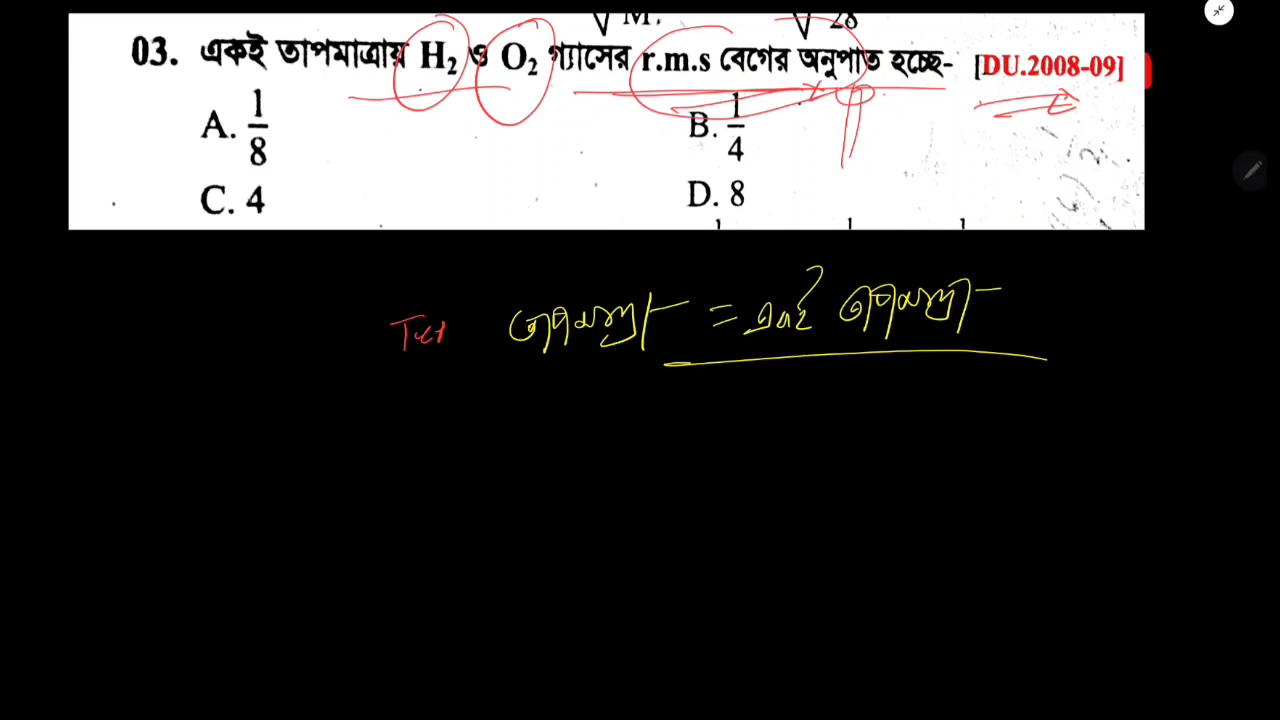 √M. √28
03. একই তাপমাত্রায় H₂ ও O₂ গ্যাসের r.m.s বেগের অনুপাত হচ্ছে- [DU.2008-09]
A. 1/8 B. 1/4
C. 4 D. 8
তাপমাত্রা = একই তাপমাত্রা